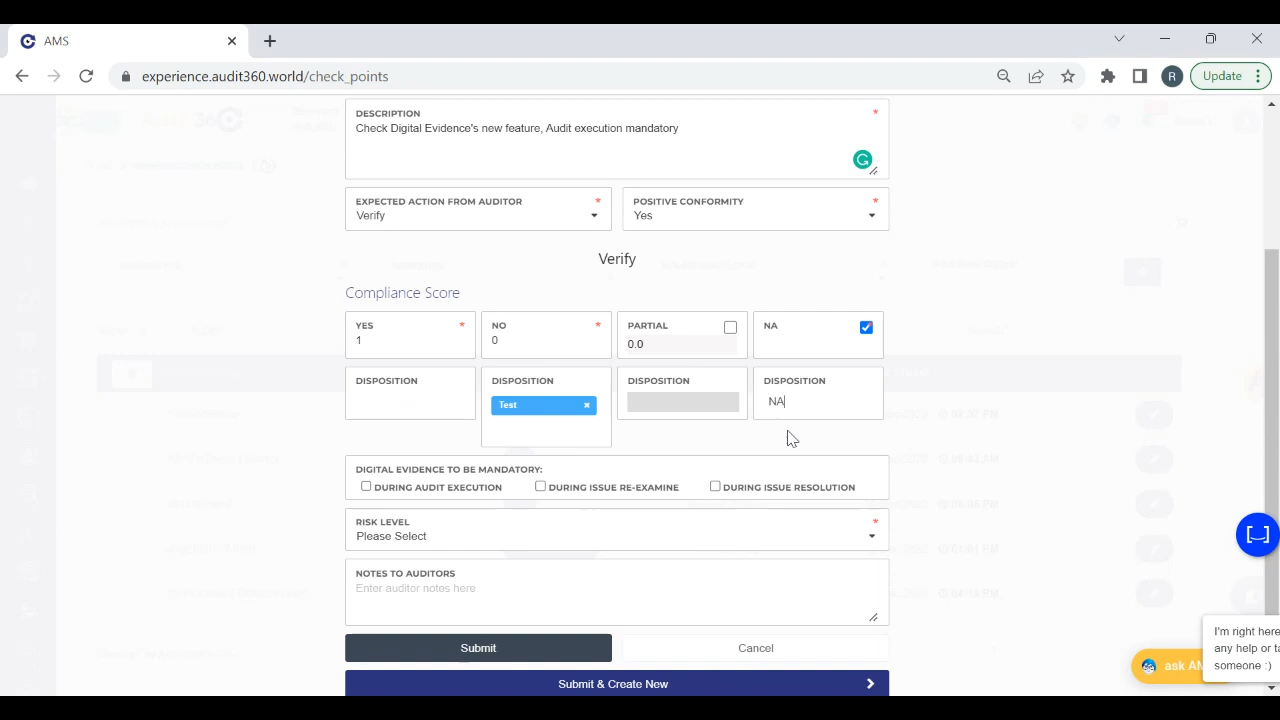 AMS
experience.audit360.world/check_points
R
Update
DESCRIPTION *
Check Digital Evidence's new feature, Audit execution mandatory
EXPECTED ACTION FROM AUDITOR *
Verify
POSITIVE CONFORMITY *
Yes
Verify
Compliance Score
YES *
1
NO *
0
PARTIAL
0.0
NA
DISPOSITION
DISPOSITION
Test ×
DISPOSITION
DISPOSITION
NA
DIGITAL EVIDENCE TO BE MANDATORY:
DURING AUDIT EXECUTION
DURING ISSUE RE-EXAMINE
DURING ISSUE RESOLUTION
RISK LEVEL *
Please Select
NOTES TO AUDITORS
Enter auditor notes here
Submit
Cancel
Submit & Create New
I'm right here
any help or ta
someone :)
ask AM